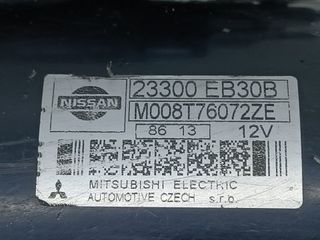 NISSAN
23300 EB30B
M008T76072ZE
86 13 12V
MITSUBISHI ELECTRIC
AUTOMOTIVE CZECH s.r.o.